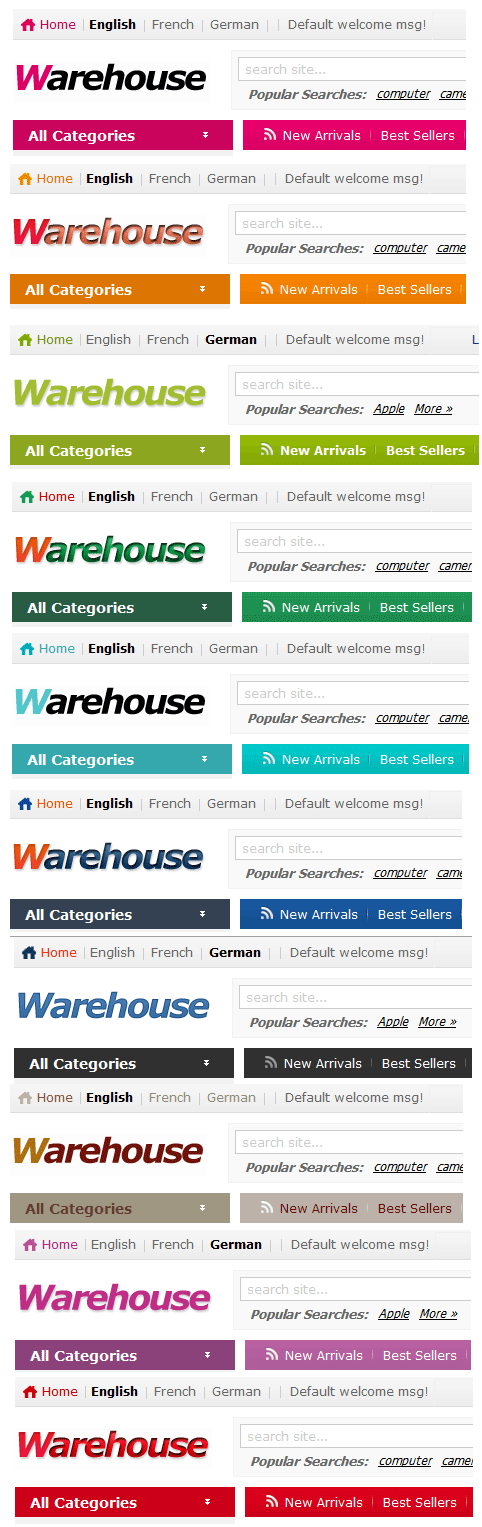 Home English French German Default welcome msg!
Warehouse
search site...
Popular Searches: computer came
All Categories New Arrivals Best Sellers
Home English French German Default welcome msg!
Warehouse
search site...
Popular Searches: computer came
All Categories New Arrivals Best Sellers
Home English French German Default welcome msg! L
Warehouse
search site...
Popular Searches: Apple More »
All Categories New Arrivals Best Sellers
Home English French German Default welcome msg!
Warehouse
search site...
Popular Searches: computer camer
All Categories New Arrivals Best Sellers
Home English French German Default welcome msg!
Warehouse
search site...
Popular Searches: computer camer
All Categories New Arrivals Best Sellers
Home English French German Default welcome msg!
Warehouse
search site...
Popular Searches: computer came
All Categories New Arrivals Best Sellers
Home English French German Default welcome msg!
Warehouse
search site...
Popular Searches: Apple More »
All Categories New Arrivals Best Sellers
Home English French German Default welcome msg!
Warehouse
search site...
Popular Searches: computer came
All Categories New Arrivals Best Sellers
Home English French German Default welcome msg!
Warehouse
search site...
Popular Searches: Apple More »
All Categories New Arrivals Best Sellers
Home English French German Default welcome msg!
Warehouse
search site...
Popular Searches: computer camer
All Categories New Arrivals Best Sellers